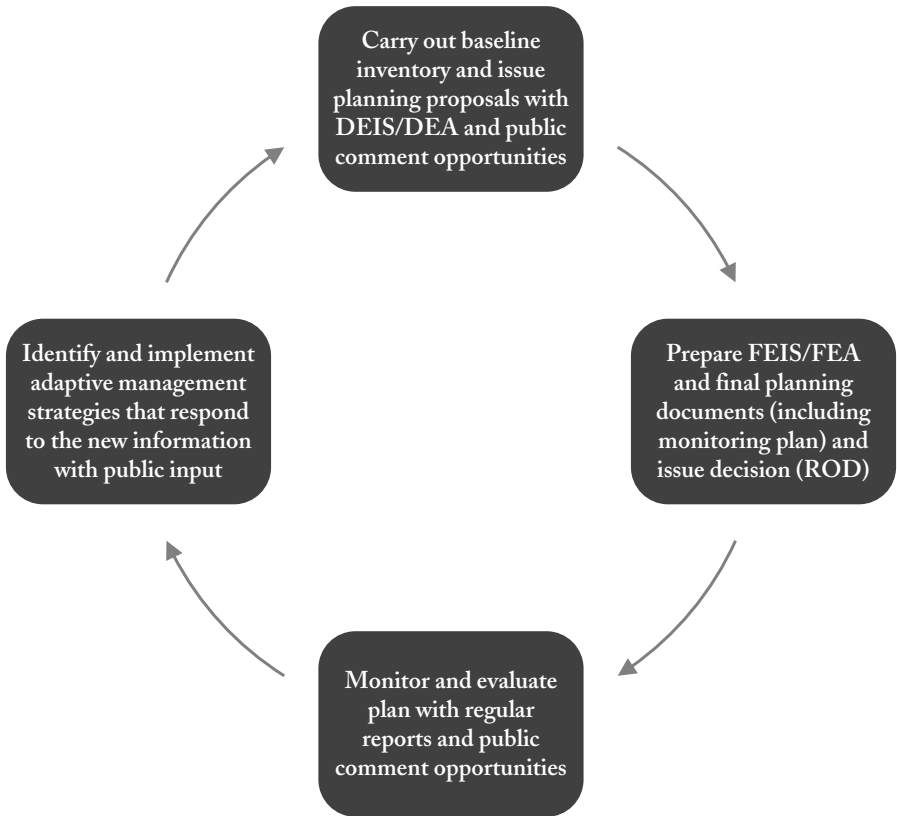 Carry out baseline
inventory and issue
planning proposals with
DEIS/DEA and public
comment opportunities
Prepare FEIS/FEA
and final planning
documents (including
monitoring plan) and
issue decision (ROD)
Monitor and evaluate
plan with regular
reports and public
comment opportunities
Identify and implement
adaptive management
strategies that respond
to the new information
with public input